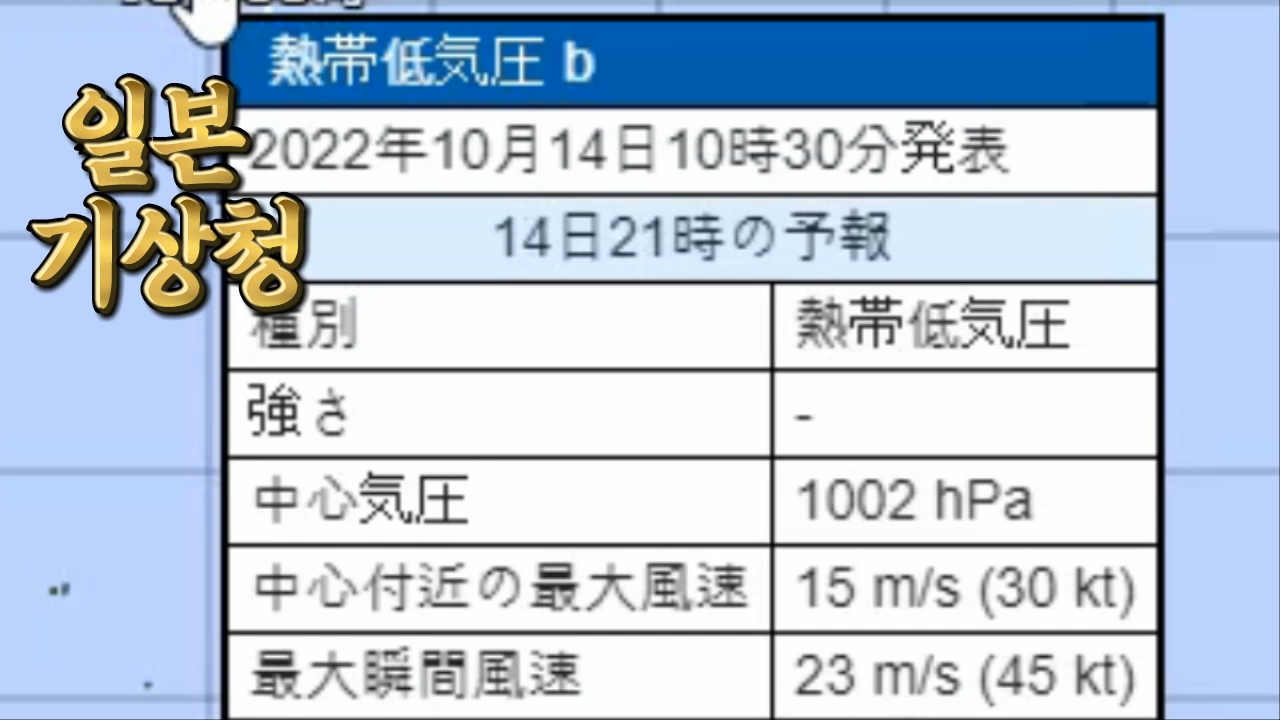 熱帯低気圧 b
일본
기상청
2022年10月14日10時30分発表
14日21時の予報
種別 熱帯低気圧
強さ -
中心気圧 1002 hPa
中心付近の最大風速 15 m/s (30 kt)
最大瞬間風速 23 m/s (45 kt)